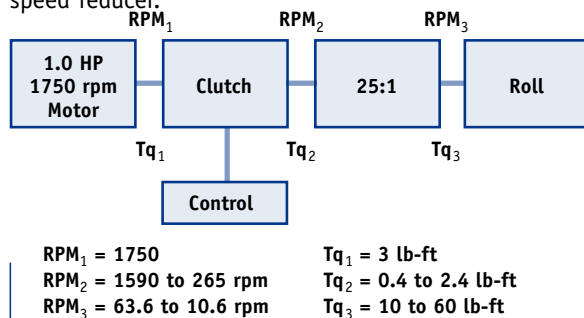 speed reducer.
RPM₁ RPM₂ RPM₃
1.0 HP
1750 rpm
Motor
Clutch
25:1
Roll
Tq₁ Tq₂ Tq₃
Control
RPM₁ = 1750
RPM₂ = 1590 to 265 rpm
RPM₃ = 63.6 to 10.6 rpm
Tq₁ = 3 lb-ft
Tq₂ = 0.4 to 2.4 lb-ft
Tq₃ = 10 to 60 lb-ft